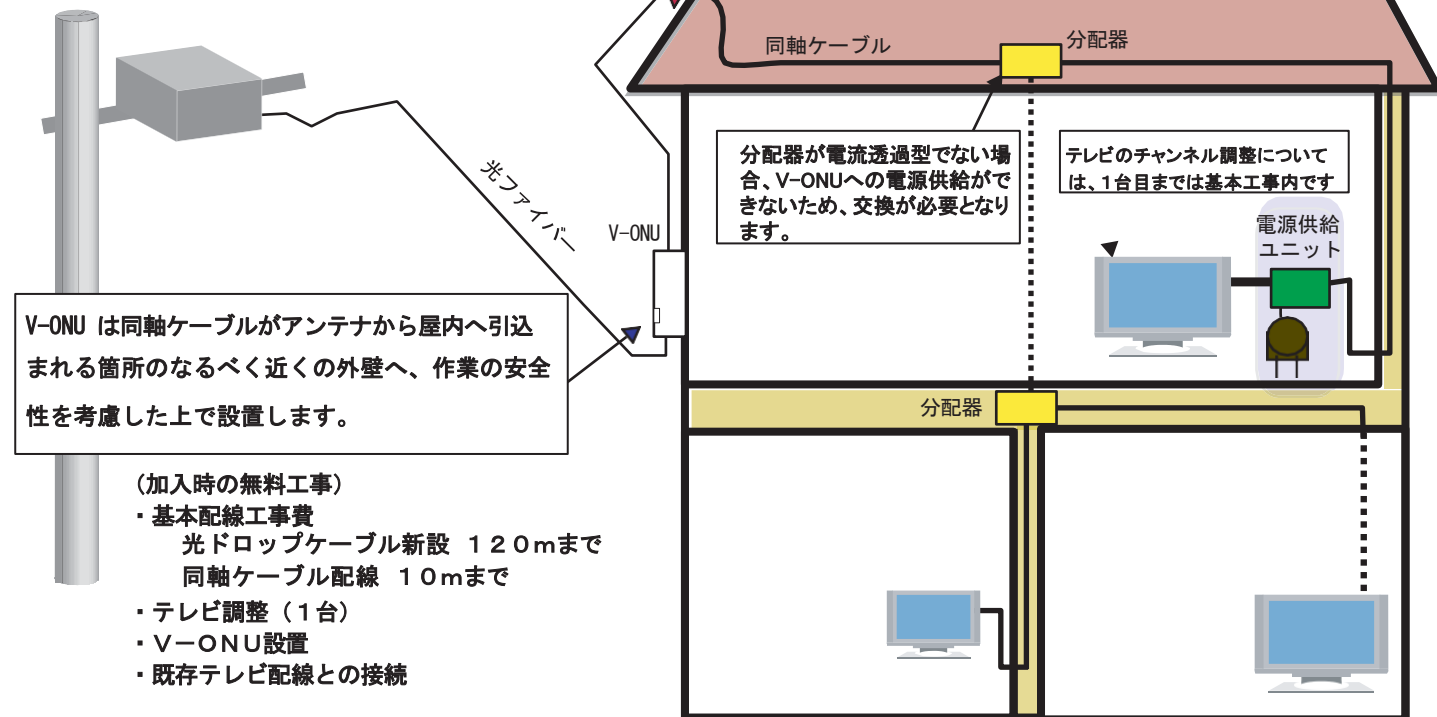 同軸ケーブル
分配器
分配器が電流透過型でない場
合、V-ONUへの電源供給がで
きないため、交換が必要となり
ます。
テレビのチャンネル調整について
は、1台目までは基本工事内です
光ファイバー
V-ONU
電源供給
ユニット
V-ONU は同軸ケーブルがアンテナから屋内へ引込
まれる箇所のなるべく近くの外壁へ、作業の安全
性を考慮した上で設置します。
分配器
（加入時の無料工事）
・基本配線工事費
光ドロップケーブル新設 １２０ｍまで
同軸ケーブル配線 １０ｍまで
・テレビ調整（１台）
・Ｖ－ＯＮＵ設置
・既存テレビ配線との接続